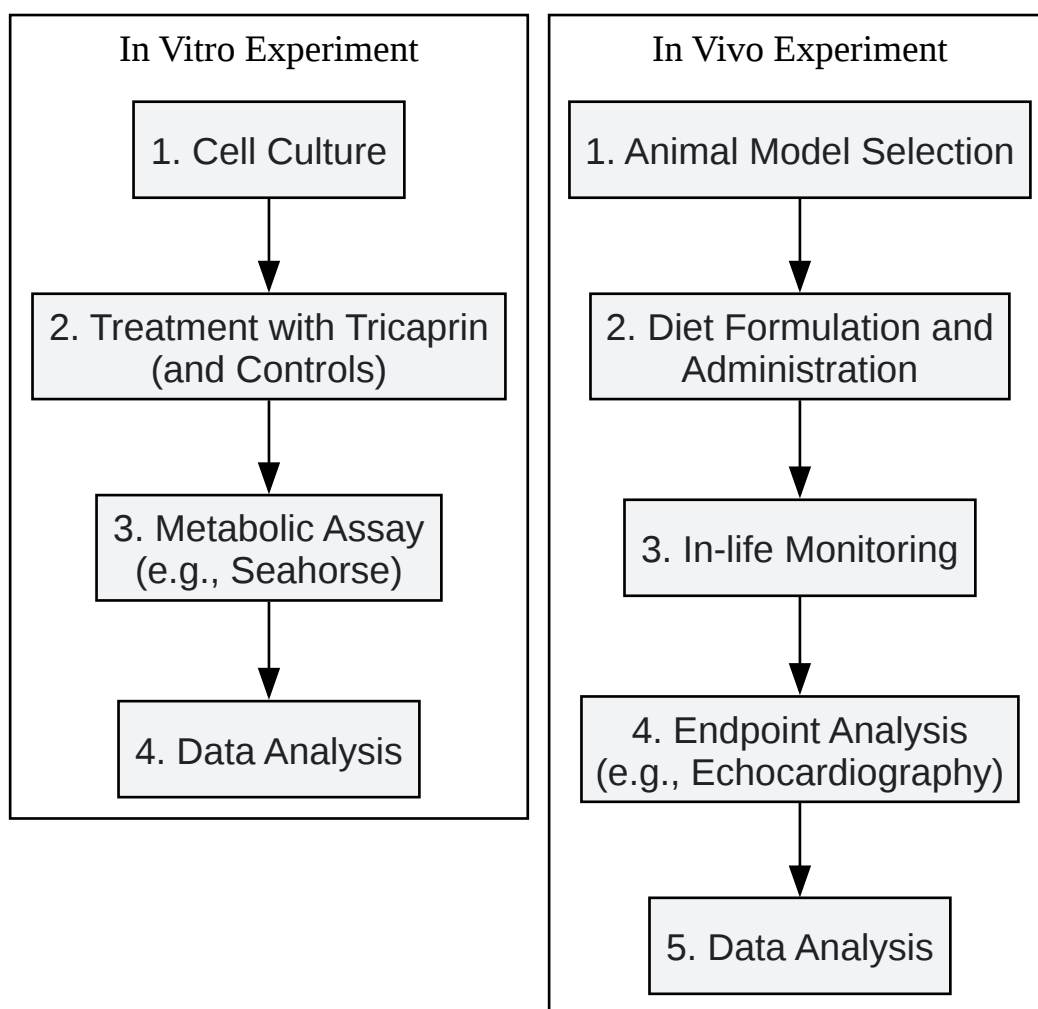 In Vitro Experiment
1. Cell Culture
2. Treatment with Tricaprin
(and Controls)
3. Metabolic Assay
(e.g., Seahorse)
4. Data Analysis
In Vivo Experiment
1. Animal Model Selection
2. Diet Formulation and
Administration
3. In-life Monitoring
4. Endpoint Analysis
(e.g., Echocardiography)
5. Data Analysis